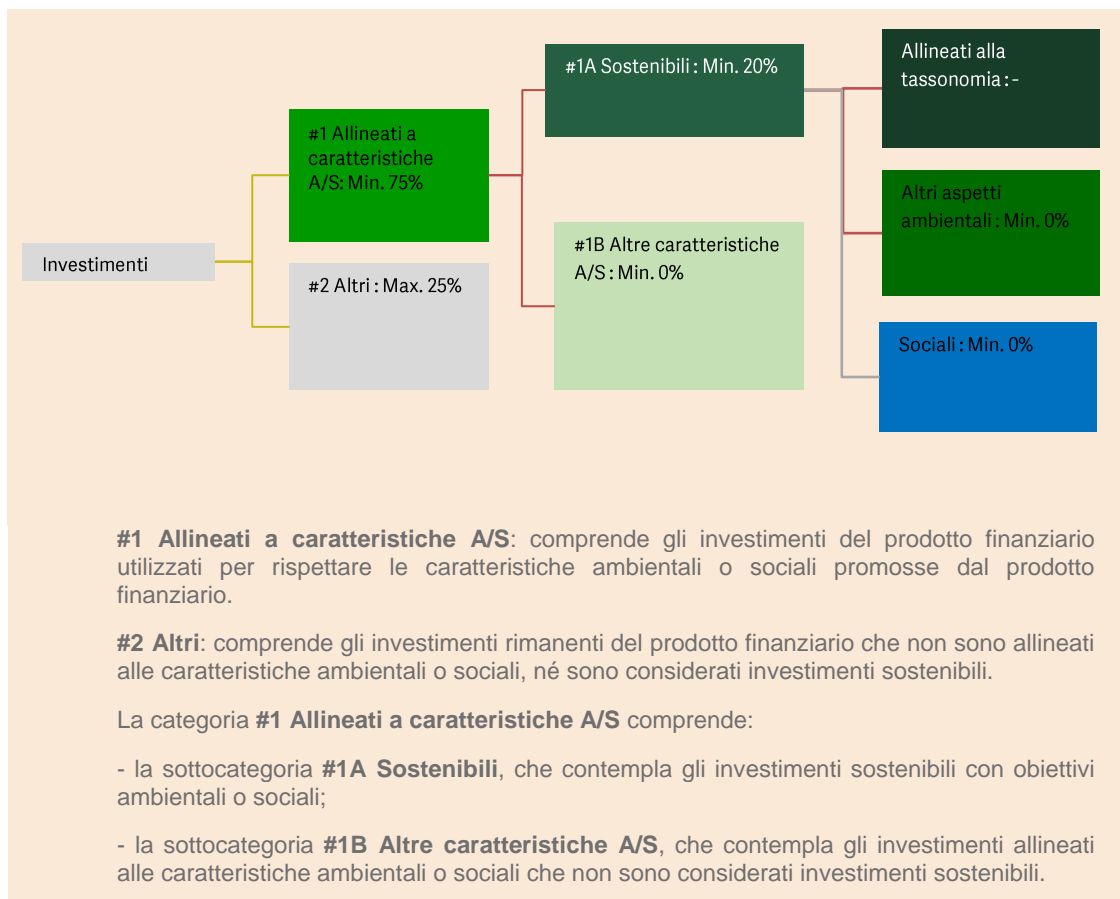 Investimenti
#1 Allineati a
caratteristiche
A/S: Min. 75%
#2 Altri : Max. 25%
#1A Sostenibili : Min. 20%
#1B Altre caratteristiche
A/S : Min. 0%
Allineati alla
tassonomia : -
Altri aspetti
ambientali : Min. 0%
Sociali : Min. 0%
#1 Allineati a caratteristiche A/S: comprende gli investimenti del prodotto finanziario
utilizzati per rispettare le caratteristiche ambientali o sociali promosse dal prodotto
finanziario.
#2 Altri: comprende gli investimenti rimanenti del prodotto finanziario che non sono allineati
alle caratteristiche ambientali o sociali, né sono considerati investimenti sostenibili.
La categoria #1 Allineati a caratteristiche A/S comprende:
- la sottocategoria #1A Sostenibili, che contempla gli investimenti sostenibili con obiettivi
ambientali o sociali;
- la sottocategoria #1B Altre caratteristiche A/S, che contempla gli investimenti allineati
alle caratteristiche ambientali o sociali che non sono considerati investimenti sostenibili.